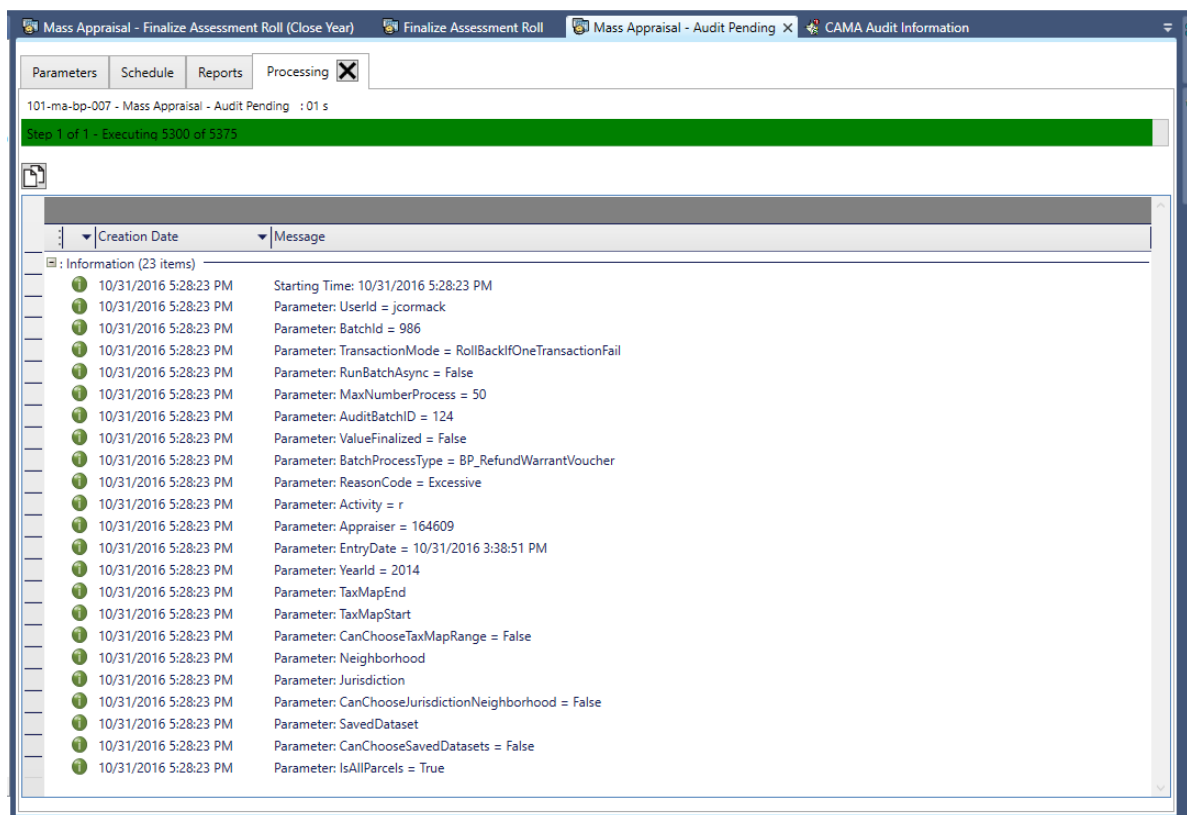 Mass Appraisal - Finalize Assessment Roll (Close Year) Finalize Assessment Roll Mass Appraisal - Audit Pending CAMA Audit Information
Parameters Schedule Reports Processing
101-ma-bp-007 - Mass Appraisal - Audit Pending : 01 s
Step 1 of 1 - Executing 5300 of 5375
: Creation Date Message
: Information (23 items)
10/31/2016 5:28:23 PM Starting Time: 10/31/2016 5:28:23 PM
10/31/2016 5:28:23 PM Parameter: UserId = jcormack
10/31/2016 5:28:23 PM Parameter: BatchId = 986
10/31/2016 5:28:23 PM Parameter: TransactionMode = RollBackIfOneTransactionFail
10/31/2016 5:28:23 PM Parameter: RunBatchAsync = False
10/31/2016 5:28:23 PM Parameter: MaxNumberProcess = 50
10/31/2016 5:28:23 PM Parameter: AuditBatchID = 124
10/31/2016 5:28:23 PM Parameter: ValueFinalized = False
10/31/2016 5:28:23 PM Parameter: BatchProcessType = BP_RefundWarrantVoucher
10/31/2016 5:28:23 PM Parameter: ReasonCode = Excessive
10/31/2016 5:28:23 PM Parameter: Activity = r
10/31/2016 5:28:23 PM Parameter: Appraiser = 164609
10/31/2016 5:28:23 PM Parameter: EntryDate = 10/31/2016 3:38:51 PM
10/31/2016 5:28:23 PM Parameter: YearId = 2014
10/31/2016 5:28:23 PM Parameter: TaxMapEnd
10/31/2016 5:28:23 PM Parameter: TaxMapStart
10/31/2016 5:28:23 PM Parameter: CanChooseTaxMapRange = False
10/31/2016 5:28:23 PM Parameter: Neighborhood
10/31/2016 5:28:23 PM Parameter: Jurisdiction
10/31/2016 5:28:23 PM Parameter: CanChooseJurisdictionNeighborhood = False
10/31/2016 5:28:23 PM Parameter: SavedDataset
10/31/2016 5:28:23 PM Parameter: CanChooseSavedDatasets = False
10/31/2016 5:28:23 PM Parameter: IsAllParcels = True